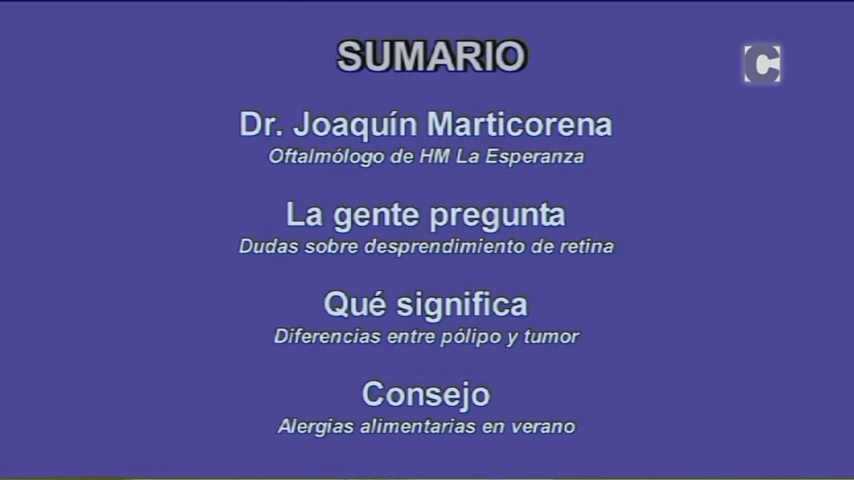 SUMARIO
C
Dr. Joaquín Marticorena
Oftalmólogo de HM La Esperanza
La gente pregunta
Dudas sobre desprendimiento de retina
Qué significa
Diferencias entre pólipo y tumor
Consejo
Alergias alimentarias en verano